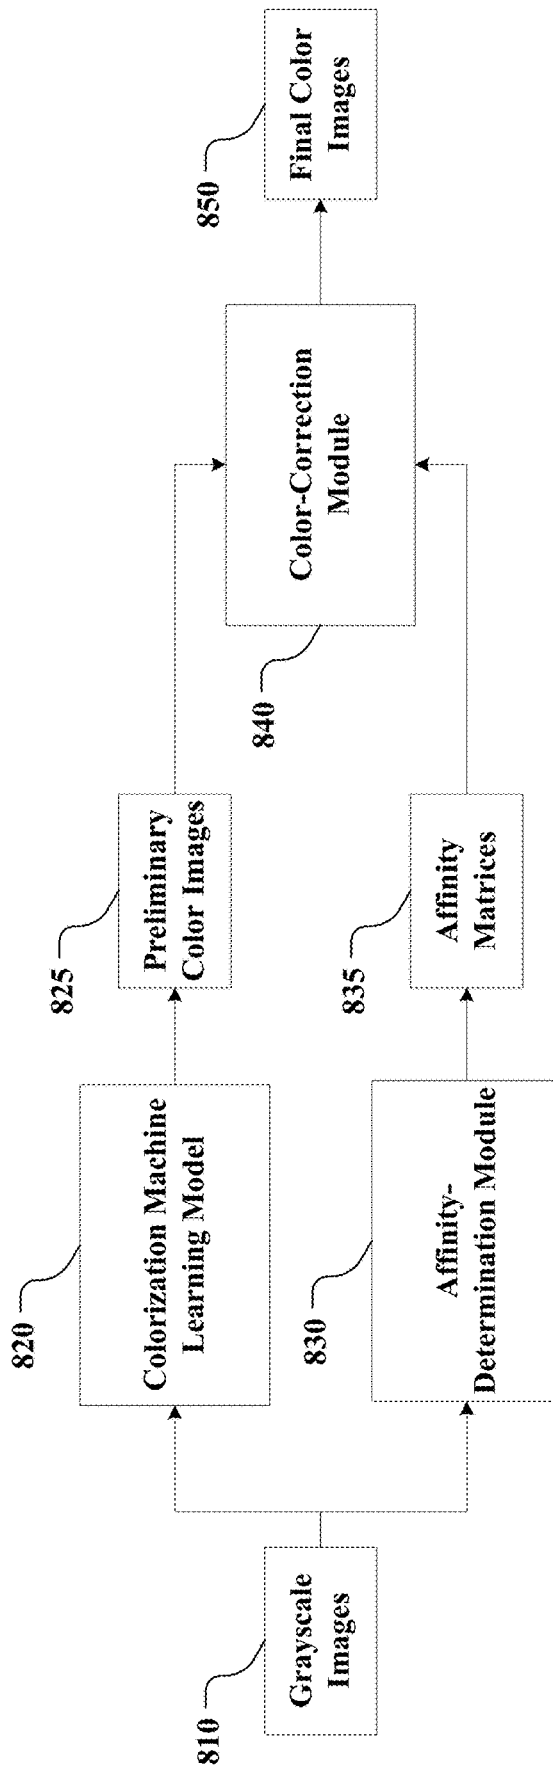 810
Grayscale
Images
820
Colorization Machine
Learning Model
825
Preliminary
Color Images
830
Affinity-
Determination Module
835
Affinity
Matrices
840
Color-Correction
Module
850
Final Color
Images